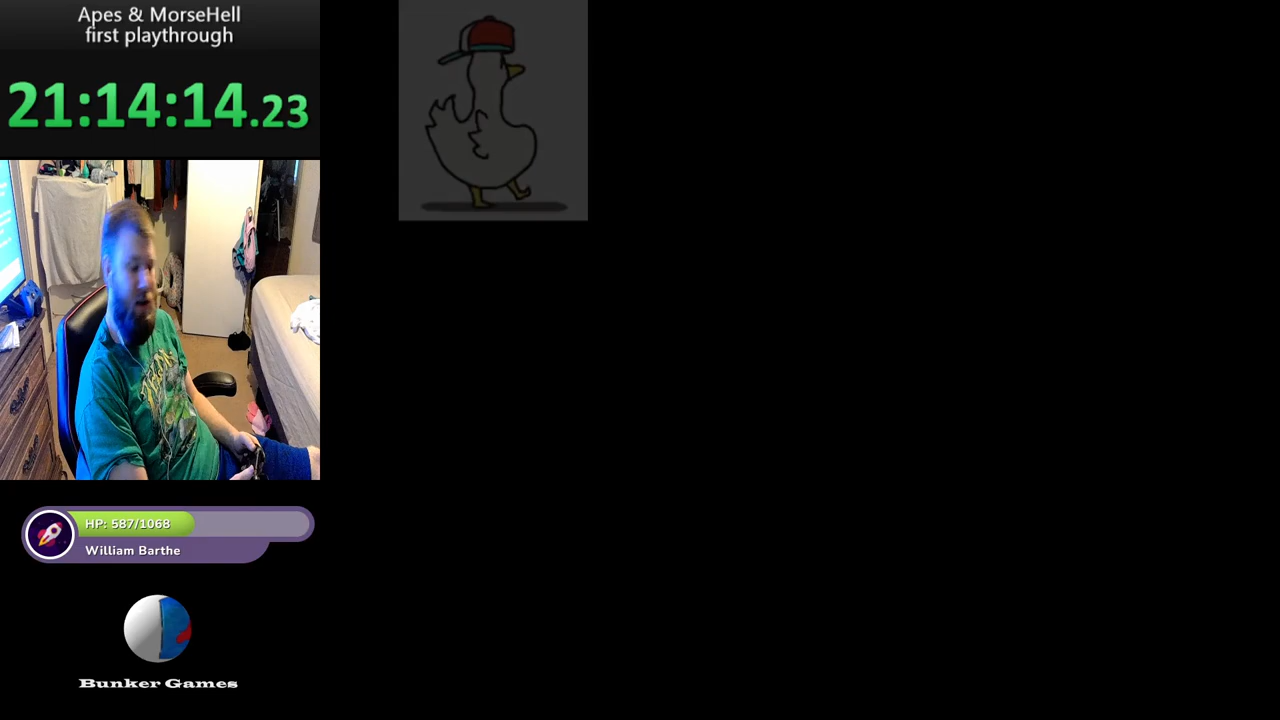 Apes & MorseHell
first playthrough
21:14:14.23
HP: 587/1068
William Barthe
Bunker Games